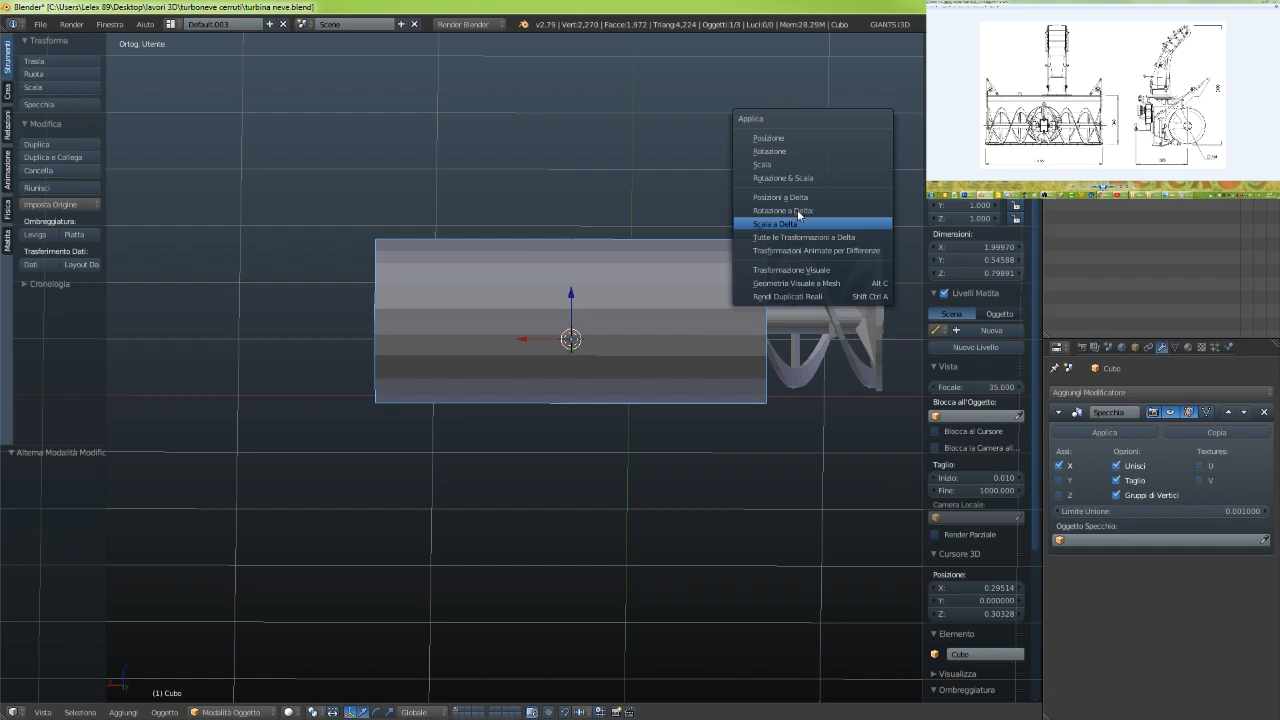 Blender* [C:\Users\Lelex 89\Desktop\lavori 3D\turboneve cerruti\turbina neve.blend]
File Render Finestra Aiuto Default.003 Scene Blender Render v2.79 | Vert:2,270 | Facce:1,972 | Triang:4,224 | Oggetti:1/3 | Luci:0/0 | Mem:28.29M | Cubo GIANTS I3D
Strumenti
Crea
Relazioni
Animazione
Fisica
Matita
Trasforma
Trasla
Ruota
Scala
Specchia
Modifica
Duplica
Duplica e Collega
Cancella
Riunisci
Imposta Origine
Ombreggiatura:
Leviga Piatta
Trasferimento Dati:
Dati Layout Da
Cronologia
Alterna Modalità Modific
Ortog. Utente
Applica
Posizione
Rotazione
Scala
Rotazione & Scala
Posizioni a Delta
Rotazione a Delta:
Scala a Delta
Tutte le Trasformazioni a Delta
Trasformazioni Animate per Differenze
Trasformazione Visuale
Geometria Visuale a Mesh Alt C
Rendi Duplicati Reali Shift Ctrl A
(1) Cubo
Vista Seleziona Aggiungi Oggetto Modalità Oggetto Globale
Y: 1.000
Z: 1.000
Dimensioni:
X: 1.99970
Y: 0.54588
Z: 0.79891
Livelli Matita
Scena Oggetto
Nuova
Nuovo Livello
Vista
Focale: 35.000
Blocca all'Oggetto:
Blocca al Cursore
Blocca la Camera all...
Taglio:
Inizio: 0.010
Fine: 1000.000
Camera Locale:
Render Parziale
Cursore 3D
Posizione:
X: 0.29514
Y: 0.000000
Z: 0.30328
Elemento
Cubo
Visualizza
Ombreggiatura
Cubo
Aggiungi Modificatore
Specchia
Applica Copia
Assi: Opzioni: Textures:
X Unisci U
Y Taglio V
Z Gruppi di Vertici
Limite Unione: 0.001000
Oggetto Specchio: